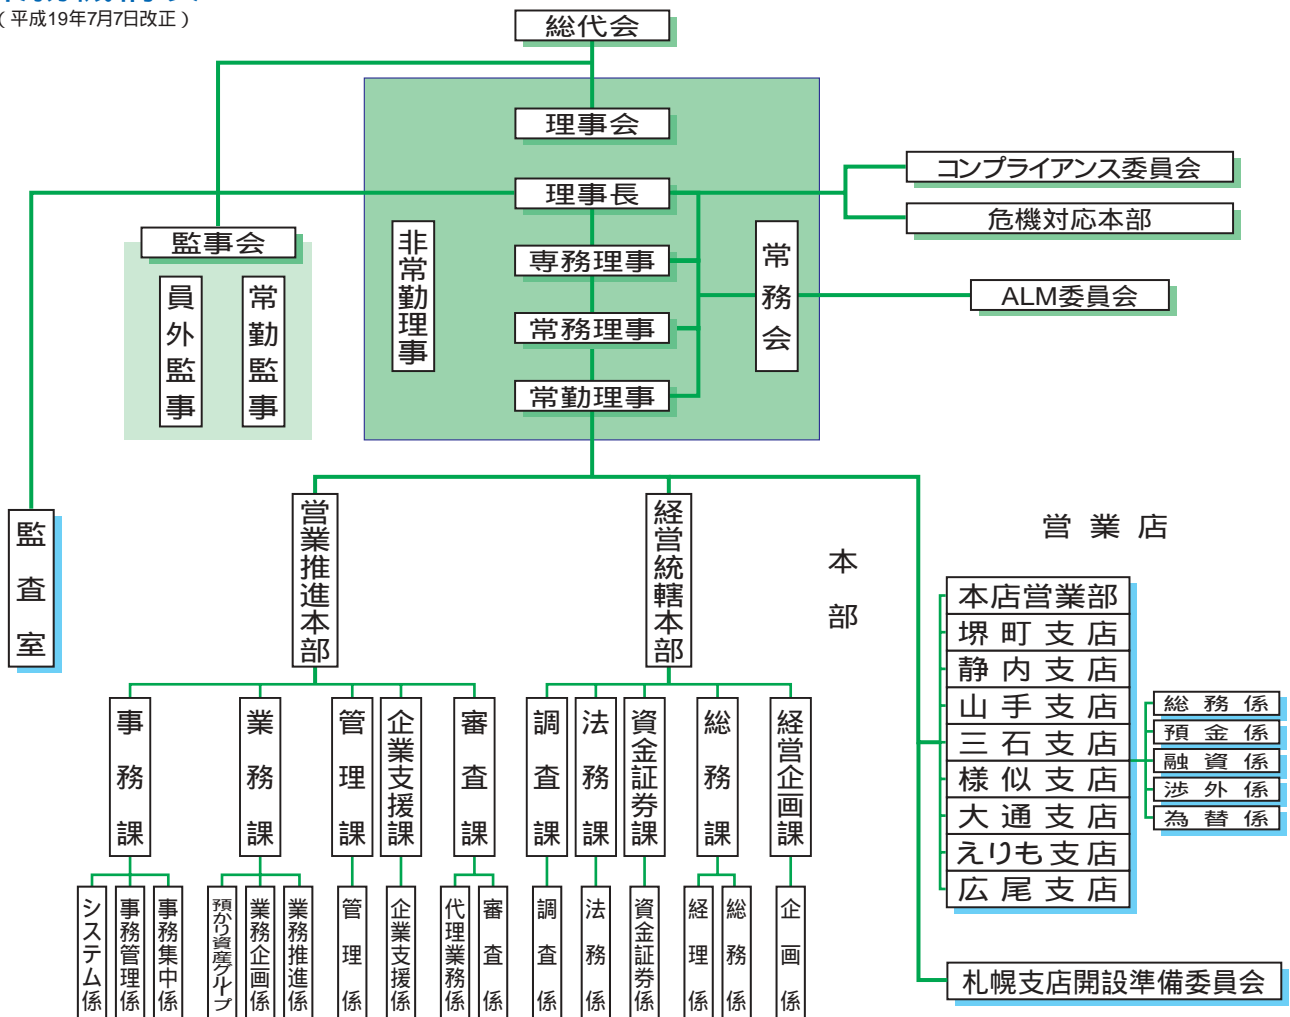 (平成19年7月7日改正)
総代会
理事会
理事長
専務理事
常務理事
常勤理事
非常勤理事
常務会
コンプライアンス委員会
危機対応本部
ALM委員会
監事会
員外監事
常勤監事
監査室
営業推進本部
経営統轄本部
本部
営業店
事務課
業務課
管理課
企業支援課
審査課
調査課
法務課
資金証券課
総務課
経営企画課
システム係
事務管理係
事務集中係
預かり資産グループ
業務企画係
業務推進係
管理係
企業支援係
代理業務係
審査係
調査係
法務係
資金証券係
経理係
総務係
企画係
本店営業部
堺町支店
静内支店
山手支店
三石支店
様似支店
大通支店
えりも支店
広尾支店
総務係
預金係
融資係
渉外係
為替係
札幌支店開設準備委員会